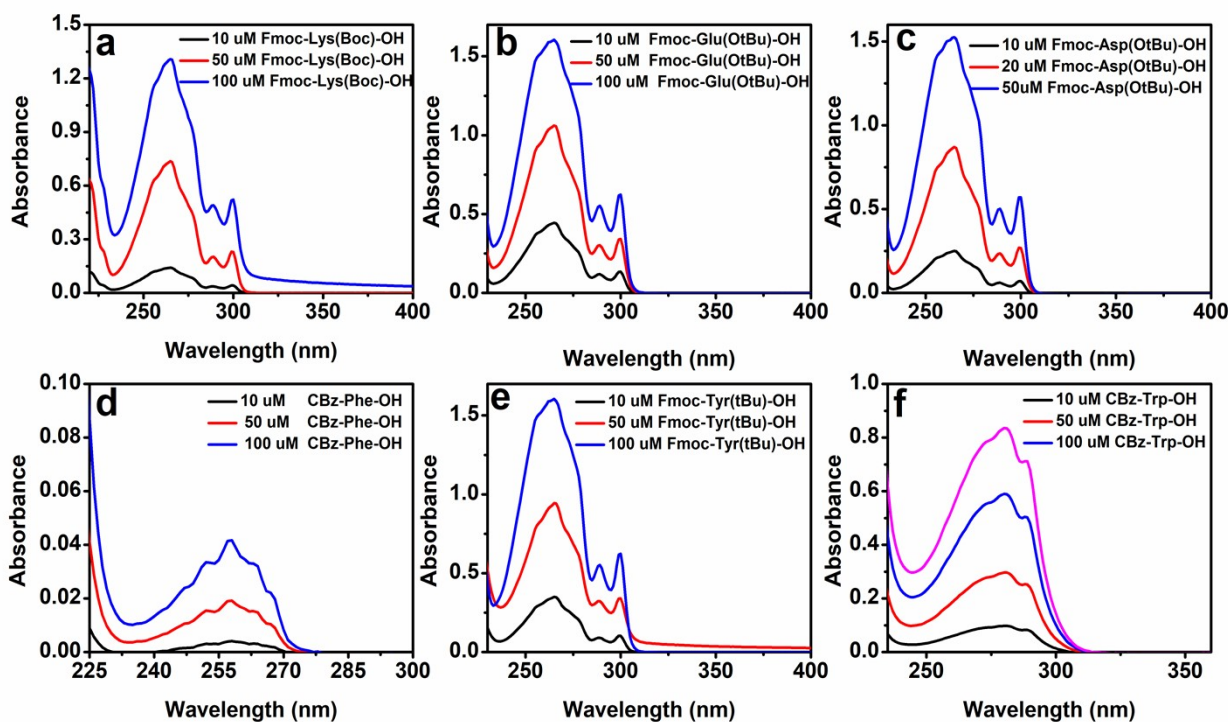 a
10 uM Fmoc-Lys(Boc)-OH
50 uM Fmoc-Lys(Boc)-OH
100 uM Fmoc-Lys(Boc)-OH
Absorbance
1.5
1.2
0.9
0.6
0.3
0.0
250 300 350 400
Wavelength (nm)
b
10 uM Fmoc-Glu(OtBu)-OH
50 uM Fmoc-Glu(OtBu)-OH
100 uM Fmoc-Glu(OtBu)-OH
Absorbance
1.5
1.0
0.5
0.0
250 300 350 400
Wavelength (nm)
c
10 uM Fmoc-Asp(OtBu)-OH
20 uM Fmoc-Asp(OtBu)-OH
50uM Fmoc-Asp(OtBu)-OH
Absorbance
1.5
1.0
0.5
0.0
250 300 350 400
Wavelength (nm)
d
10 uM CBz-Phe-OH
50 uM CBz-Phe-OH
100 uM CBz-Phe-OH
Absorbance
0.10
0.08
0.06
0.04
0.02
0.00
225 240 255 270 285 300
Wavelength (nm)
e
10 uM Fmoc-Tyr(tBu)-OH
50 uM Fmoc-Tyr(tBu)-OH
100 uM Fmoc-Tyr(tBu)-OH
Absorbance
1.5
1.0
0.5
0.0
250 300 350 400
Wavelength (nm)
f
10 uM CBz-Trp-OH
50 uM CBz-Trp-OH
100 uM CBz-Trp-OH
Absorbance
1.0
0.8
0.6
0.4
0.2
0.0
250 300 350
Wavelength (nm)